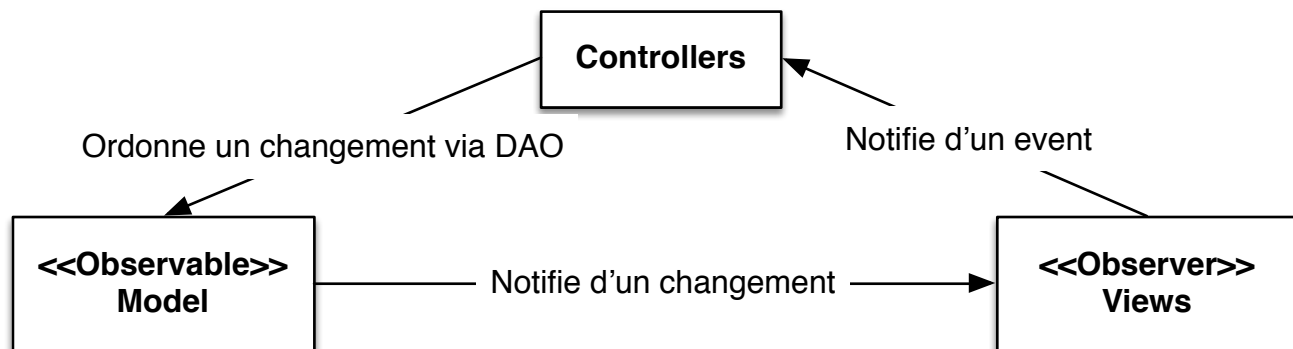 Controllers
Ordonne un changement via DAO
Notifie d'un event
<<Observable>>
Model
Notifie d'un changement
<<Observer>>
Views